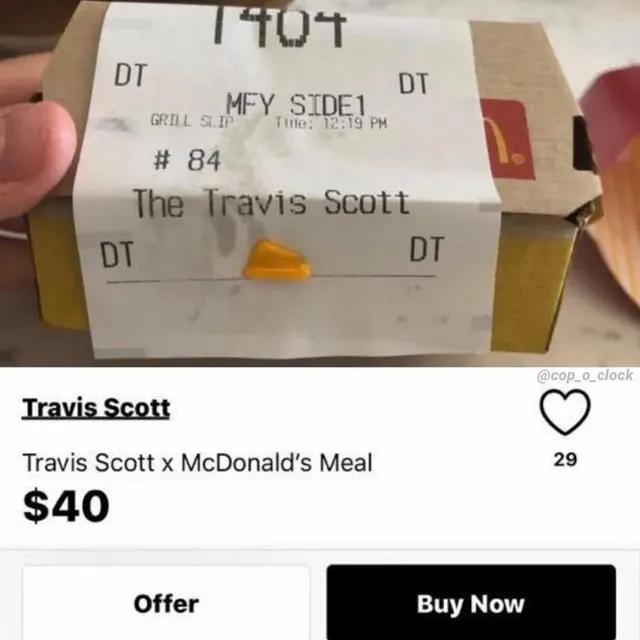 1404
DT DT
MFY SIDE1
GRILL SLIP Time: 12:19 PM
# 84
The Travis Scott
DT DT
@cop_o_clock
Travis Scott
29
Travis Scott x McDonald's Meal
$40
Offer Buy Now